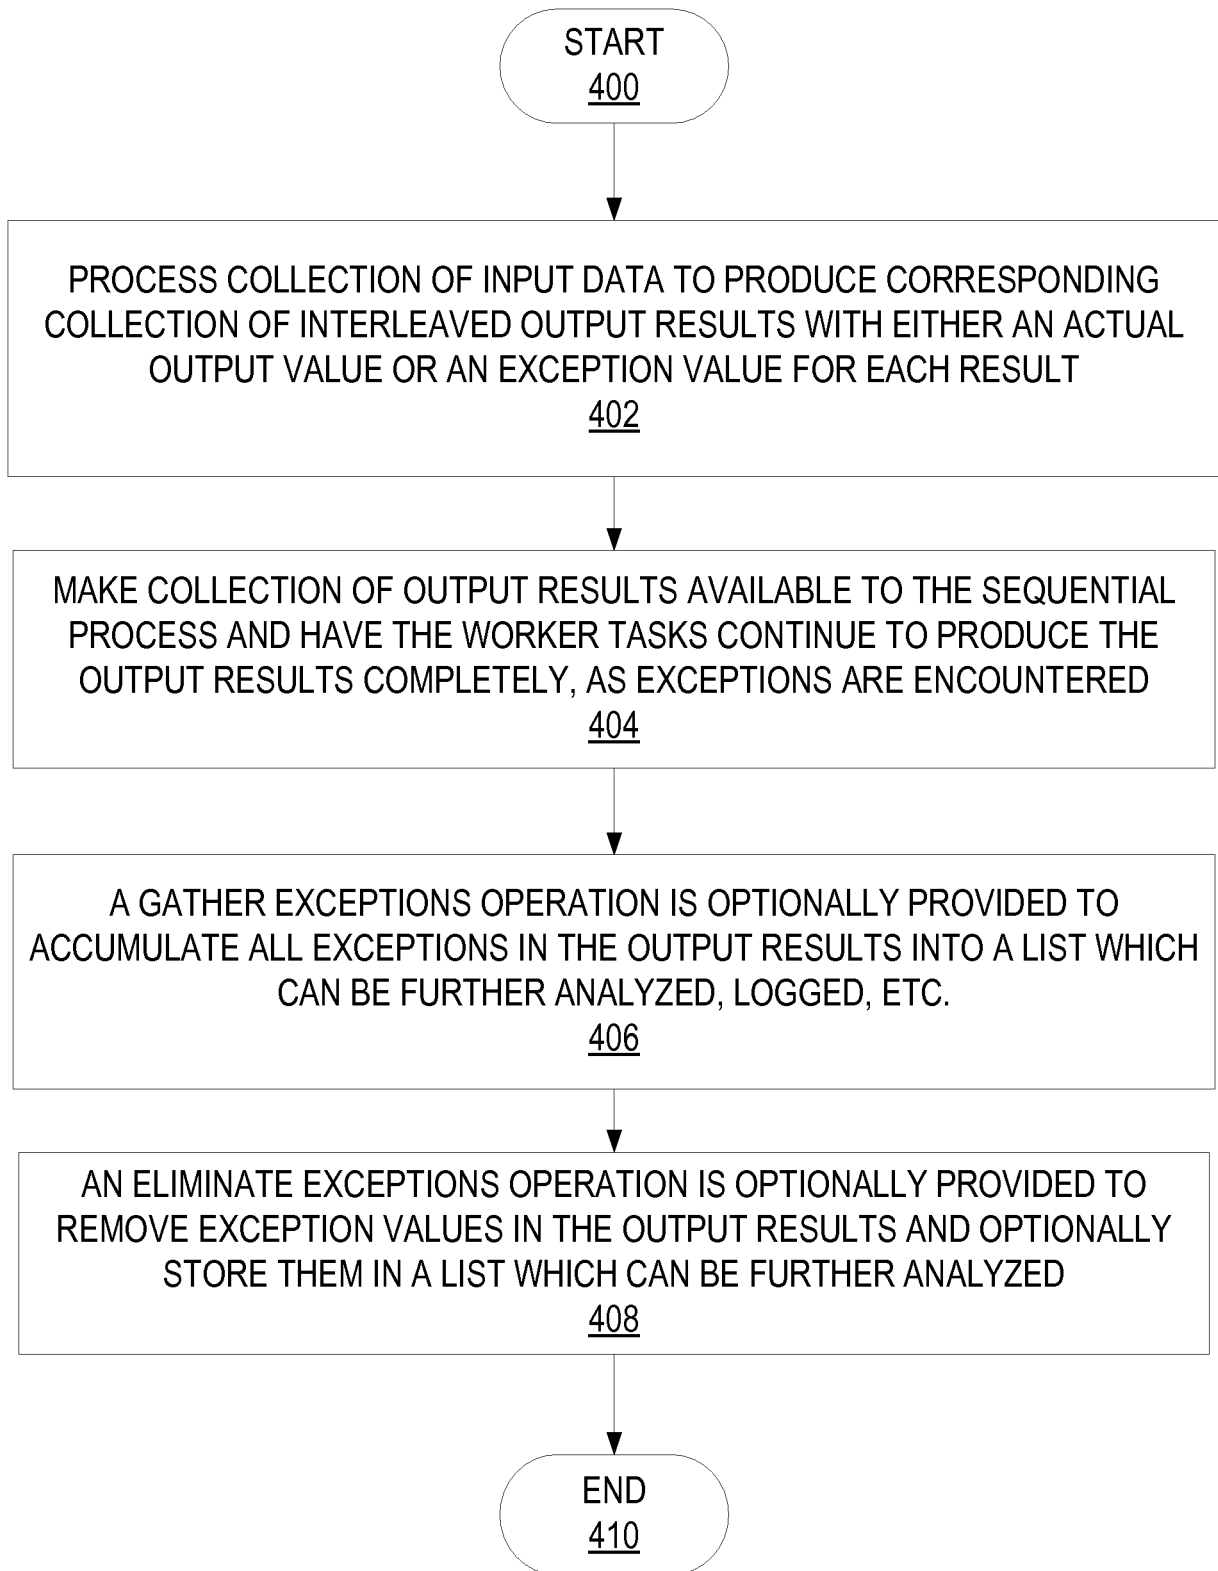 START
400
PROCESS COLLECTION OF INPUT DATA TO PRODUCE CORRESPONDING
COLLECTION OF INTERLEAVED OUTPUT RESULTS WITH EITHER AN ACTUAL
OUTPUT VALUE OR AN EXCEPTION VALUE FOR EACH RESULT
402
MAKE COLLECTION OF OUTPUT RESULTS AVAILABLE TO THE SEQUENTIAL
PROCESS AND HAVE THE WORKER TASKS CONTINUE TO PRODUCE THE
OUTPUT RESULTS COMPLETELY, AS EXCEPTIONS ARE ENCOUNTERED
404
A GATHER EXCEPTIONS OPERATION IS OPTIONALLY PROVIDED TO
ACCUMULATE ALL EXCEPTIONS IN THE OUTPUT RESULTS INTO A LIST WHICH
CAN BE FURTHER ANALYZED, LOGGED, ETC.
406
AN ELIMINATE EXCEPTIONS OPERATION IS OPTIONALLY PROVIDED TO
REMOVE EXCEPTION VALUES IN THE OUTPUT RESULTS AND OPTIONALLY
STORE THEM IN A LIST WHICH CAN BE FURTHER ANALYZED
408
END
410